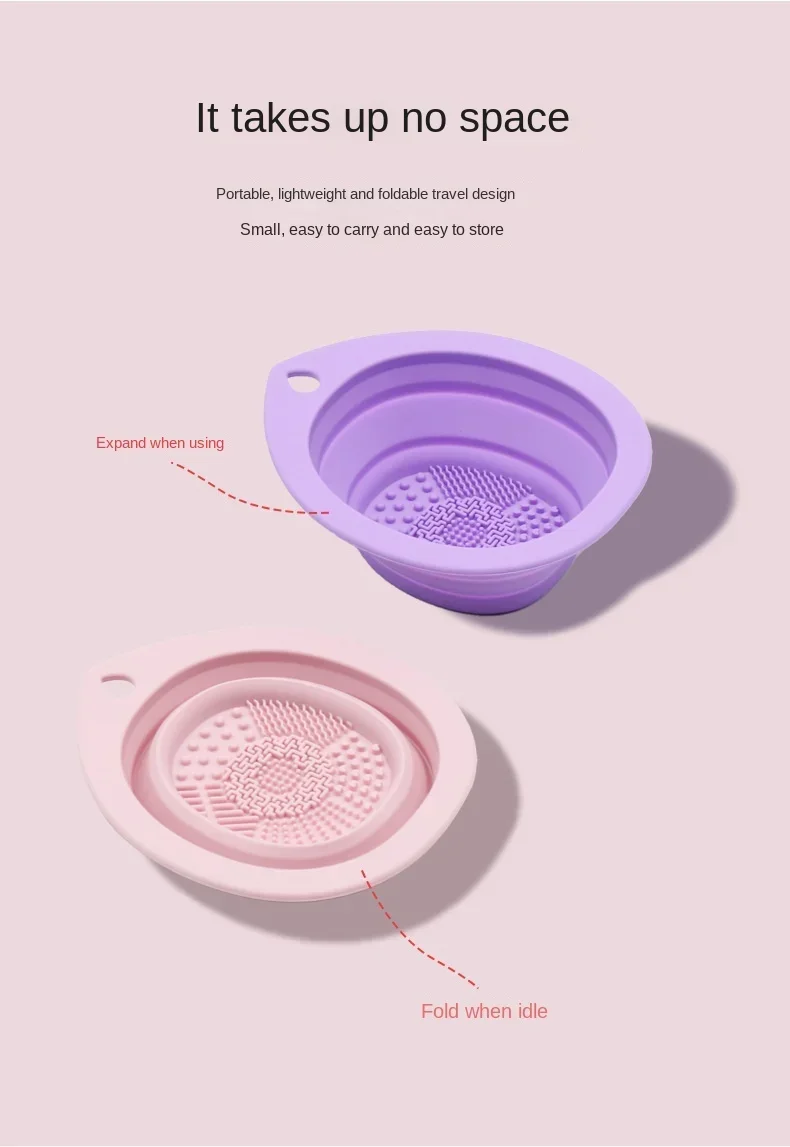 It takes up no space
Portable, lightweight and foldable travel design
Small, easy to carry and easy to store
Expand when using
Fold when idle